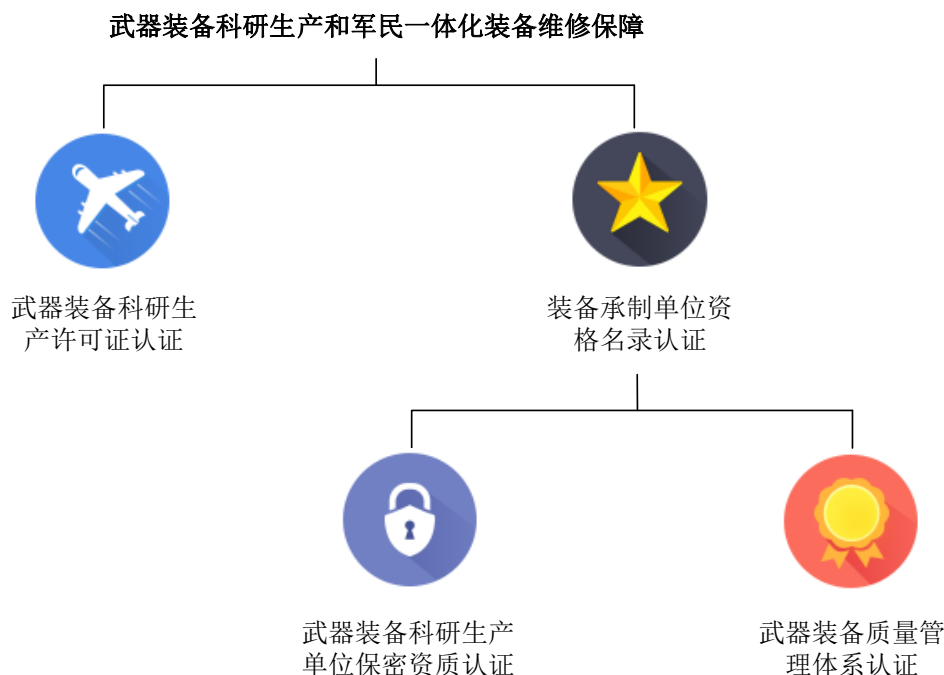 武器装备科研生产和军民一体化装备维修保障
武器装备科研生
产许可证认证
装备承制单位资
格名录认证
武器装备科研生产
单位保密资质认证
武器装备质量管
理体系认证